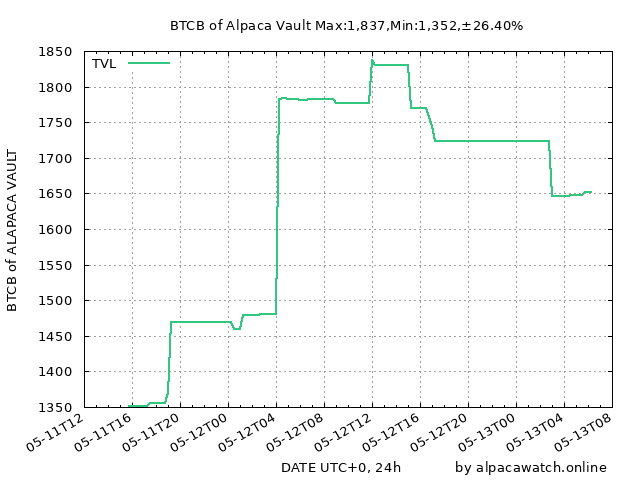 BTCB of Alpaca Vault Max:1,837,Min:1,352,±26.40%
TVL
1850
1800
1750
1700
1650
1600
1550
1500
1450
1400
1350
BTCB of ALAPACA VAULT
05-11T12
05-11T16
05-11T20
05-12T00
05-12T04
05-12T08
05-12T12
05-12T16
05-12T20
05-13T00
05-13T04
05-13T08
DATE UTC+0, 24h
by alpacawatch.online